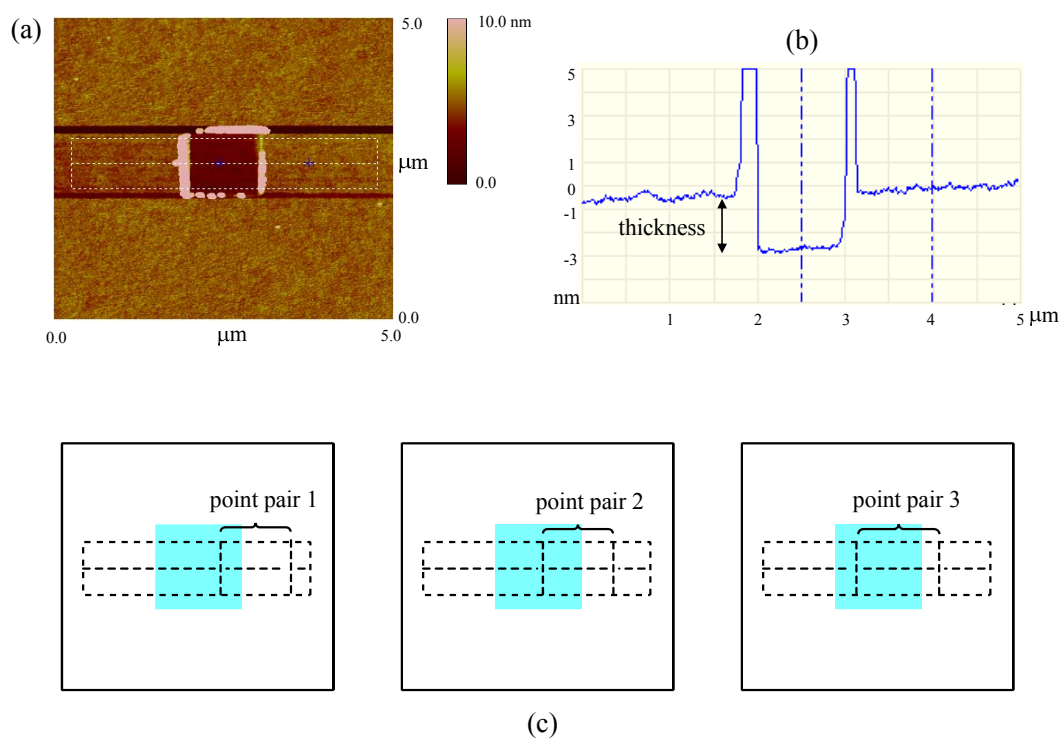 (a)
5.0
10.0 nm
μm
0.0
0.0
0.0
μm
5.0
(b)
5
3
1
0
-1
-3
nm
thickness
1
2
3
4
5
μm
point pair 1
point pair 2
point pair 3
(c)